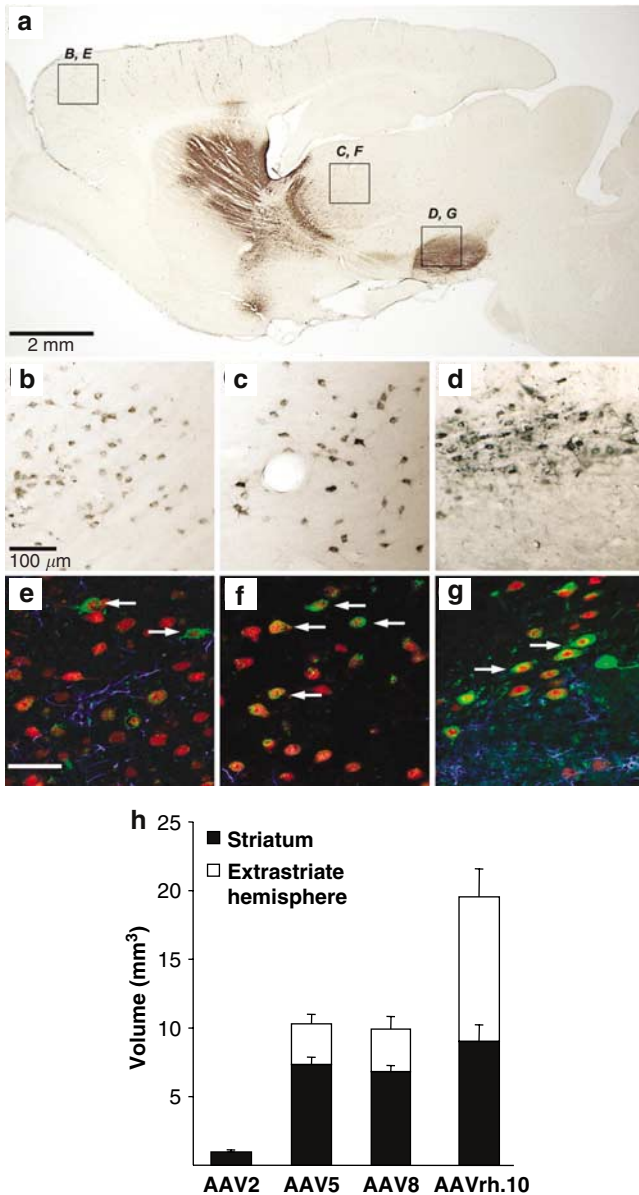 a
B, E
C, F
D, G
2 mm
b
c
d
100 μm
e
f
g
h
25
Striatum
Extrastriate
hemisphere
20
15
10
5
Volume (mm³)
AAV2 AAV5 AAV8 AAVrh.10